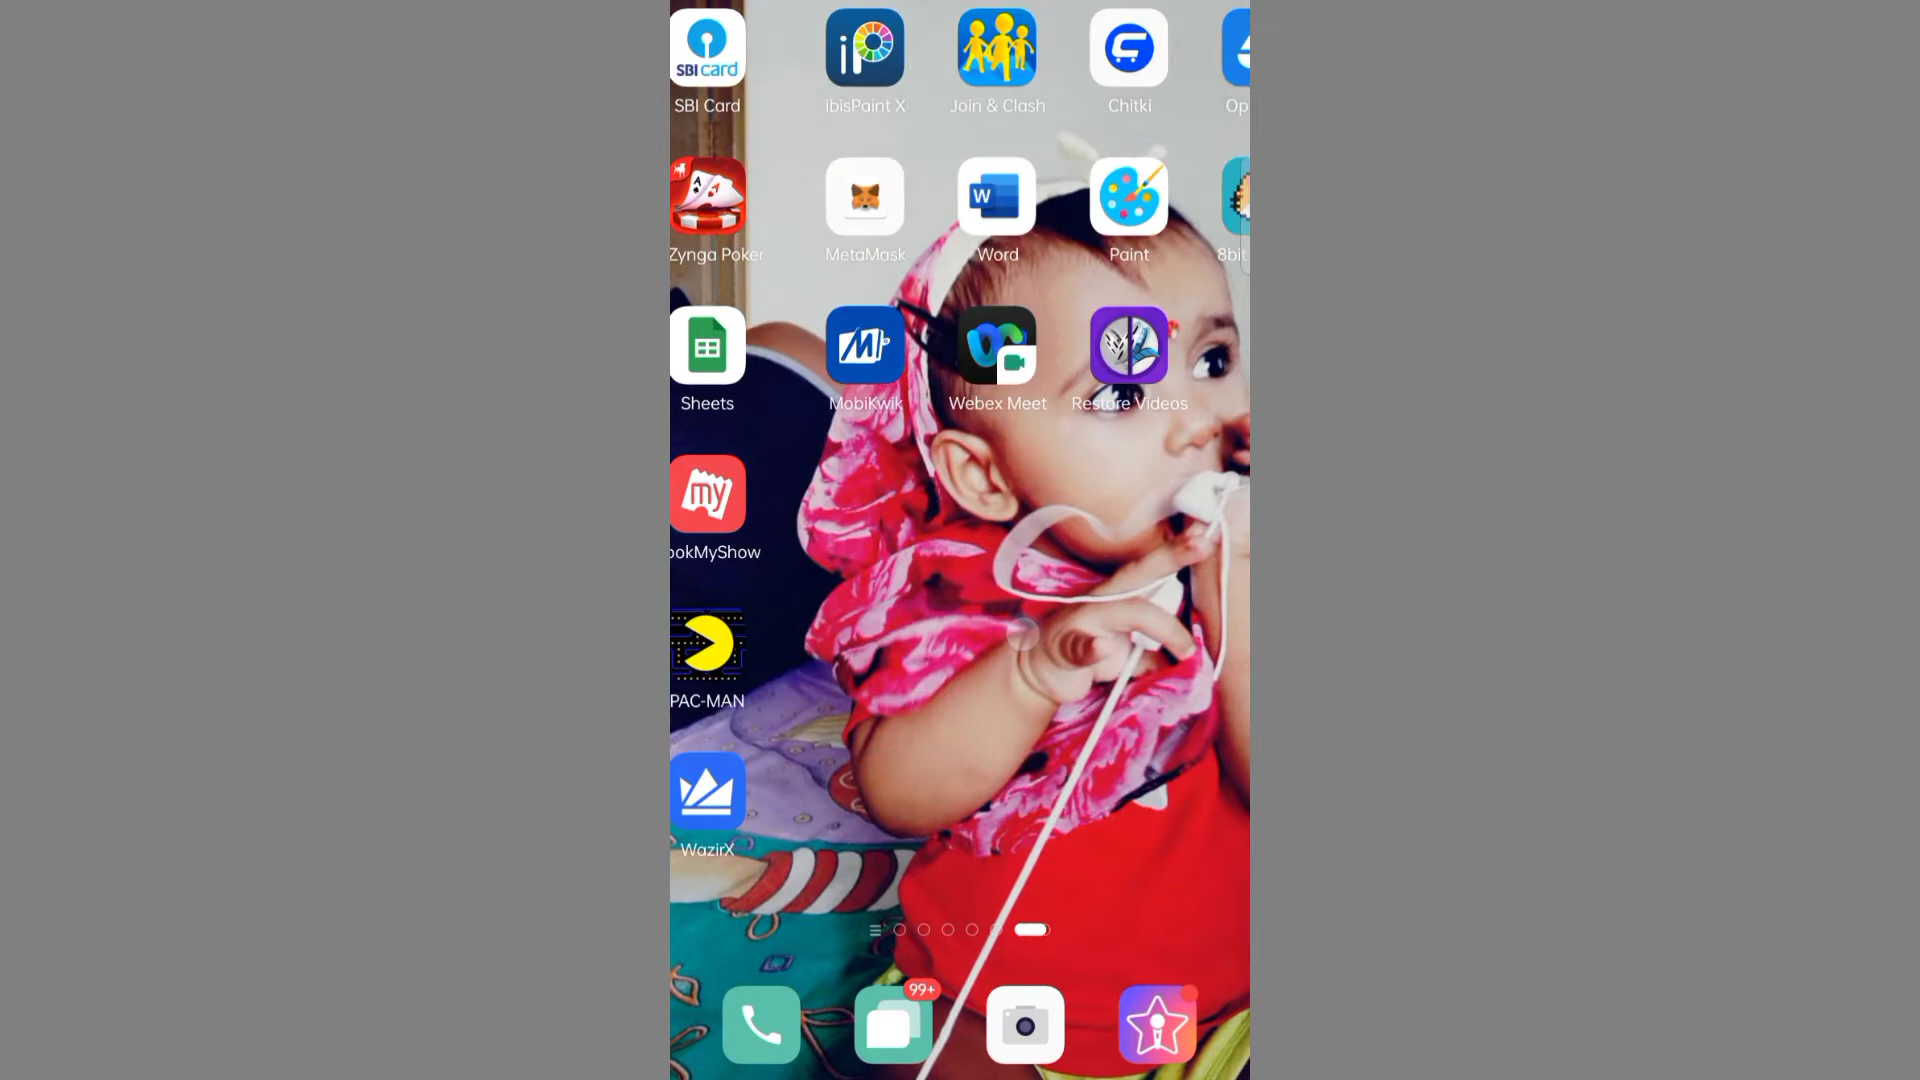 SBI card
SBI Card
ibisPaint X
Join & Clash
Chitki
Op
Zynga Poker
MetaMask
W
Word
Paint
8bit
Sheets
MobiKwik
Webex Meet
Restore Videos
my
ookMyShow
PAC-MAN
WazirX
99+